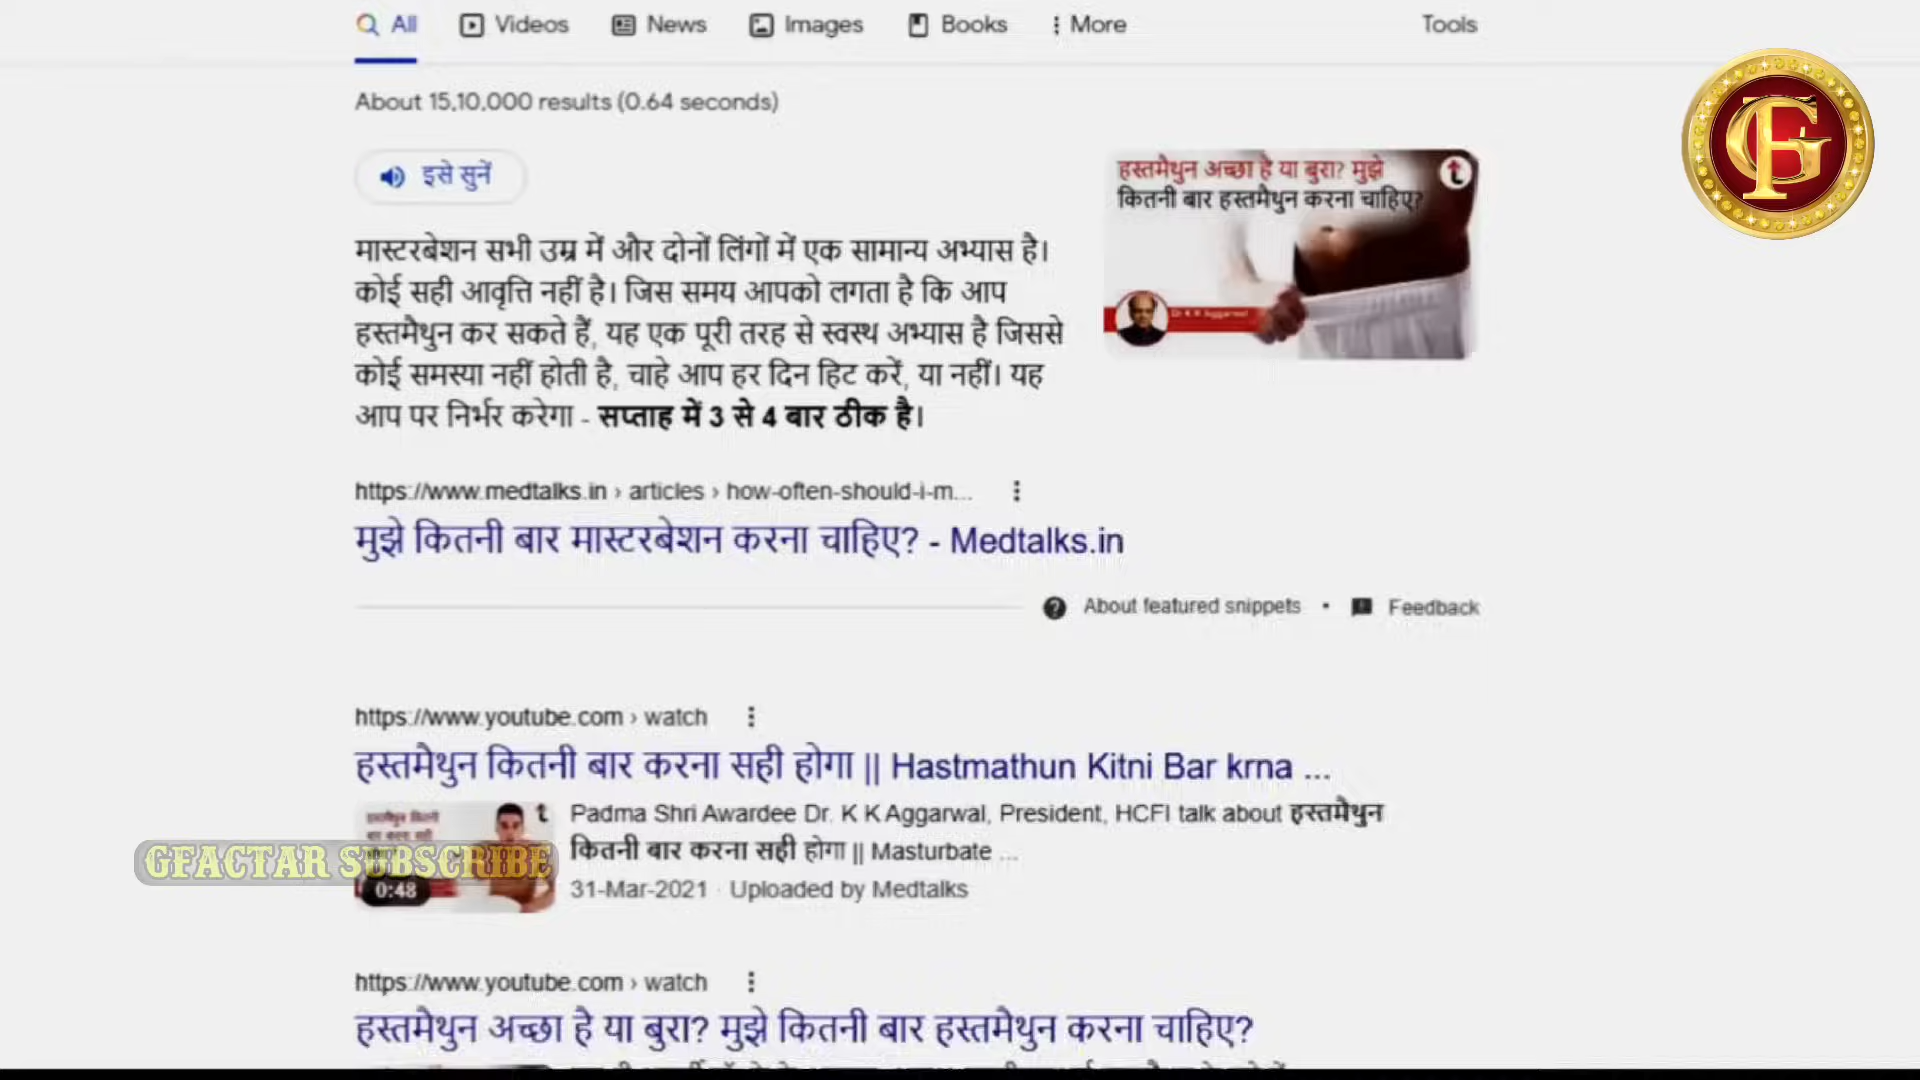 All Videos News Images Books More Tools
About 15,10,000 results (0.64 seconds)
इसे सुनें
हस्तमैथुन अच्छा है या बुरा? मुझे
कितनी बार हस्तमैथुन करना चाहिए?
Dr K K Aggarwal
मास्टरबेशन सभी उम्र में और दोनों लिंगों में एक सामान्य अभ्यास है।
कोई सही आवृत्ति नहीं है। जिस समय आपको लगता है कि आप
हस्तमैथुन कर सकते हैं, यह एक पूरी तरह से स्वस्थ अभ्यास है जिससे
कोई समस्या नहीं होती है, चाहे आप हर दिन हिट करें, या नहीं। यह
आप पर निर्भर करेगा - सप्ताह में 3 से 4 बार ठीक है।
https://www.medtalks.in › articles › how-often-should-i-m...
मुझे कितनी बार मास्टरबेशन करना चाहिए? - Medtalks.in
About featured snippets • Feedback
https://www.youtube.com › watch
हस्तमैथुन कितनी बार करना सही होगा || Hastmathun Kitni Bar krna ...
Padma Shri Awardee Dr. K K Aggarwal, President, HCFI talk about हस्तमैथुन
कितनी बार करना सही होगा || Masturbate ...
GFACTAR SUBSCRIBE
0:48
31-Mar-2021 · Uploaded by Medtalks
https://www.youtube.com › watch
हस्तमैथुन अच्छा है या बुरा? मुझे कितनी बार हस्तमैथुन करना चाहिए?